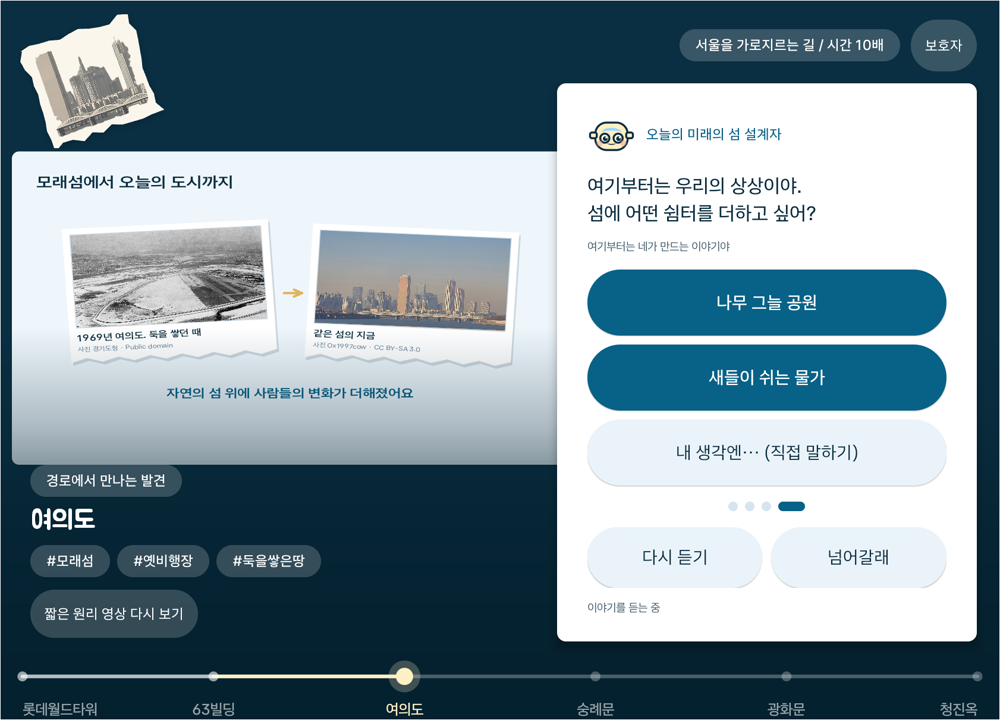 서울을 가로지르는 길 / 시간 10배
보호자
모래섬에서 오늘의 도시까지
1969년 여의도. 둑을 쌓던 때
사진 경기도청 · Public domain
같은 섬의 지금
사진 Ox1997cow · CC BY-SA 3.0
자연의 섬 위에 사람들의 변화가 더해졌어요
경로에서 만나는 발견
여의도
#모래섬
#옛비행장
#둑을쌓은땅
짧은 원리 영상 다시 보기
오늘의 미래의 섬 설계자
여기부터는 우리의 상상이야.
섬에 어떤 쉼터를 더하고 싶어?
여기부터는 네가 만드는 이야기야
나무 그늘 공원
새들이 쉬는 물가
내 생각엔… (직접 말하기)
다시 듣기
넘어갈래
이야기를 듣는 중
롯데월드타워
63빌딩
여의도
숭례문
광화문
청진옥